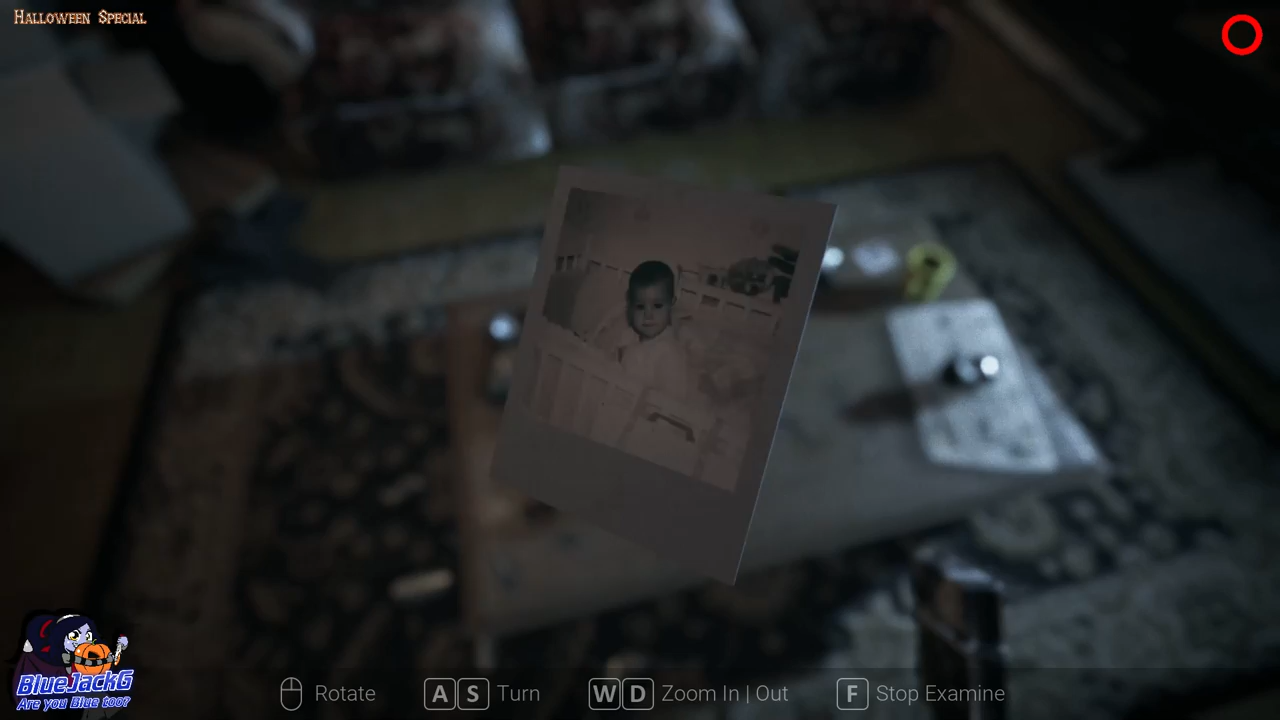 Halloween Special
BlueJackG
Are you Blue too?
Rotate
A S Turn
W D Zoom In | Out
F Stop Examine